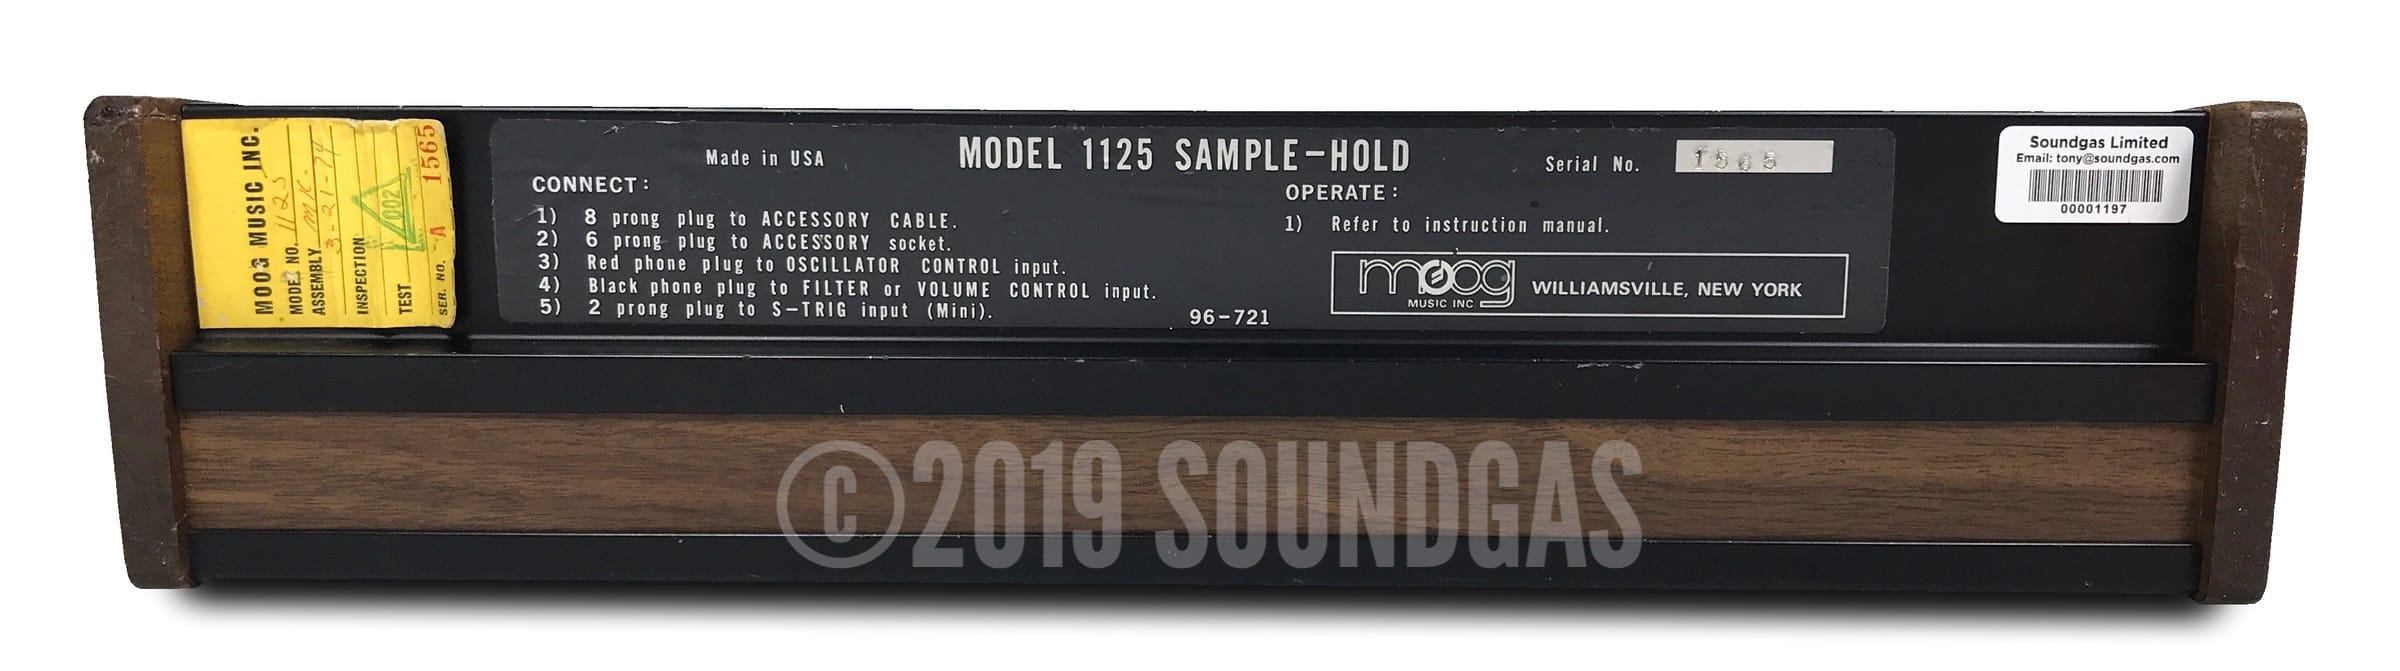 MOOG MUSIC INC.
MODEL NO. 1125
ASSEMBLY M.K.
3-21-74
INSPECTION
002
TEST
SER. NO. A 1565
Made in USA
MODEL 1125 SAMPLE-HOLD
Serial No. 1565
CONNECT:
1) 8 prong plug to ACCESSORY CABLE.
2) 6 prong plug to ACCESSORY socket.
3) Red phone plug to OSCILLATOR CONTROL input.
4) Black phone plug to FILTER or VOLUME CONTROL input.
5) 2 prong plug to S-TRIG input (Mini).
96-721
OPERATE:
1) Refer to instruction manual.
moog
MUSIC INC
WILLIAMSVILLE, NEW YORK
Soundgas Limited
Email: tony@soundgas.com
00001197
©2019 SOUNDGAS